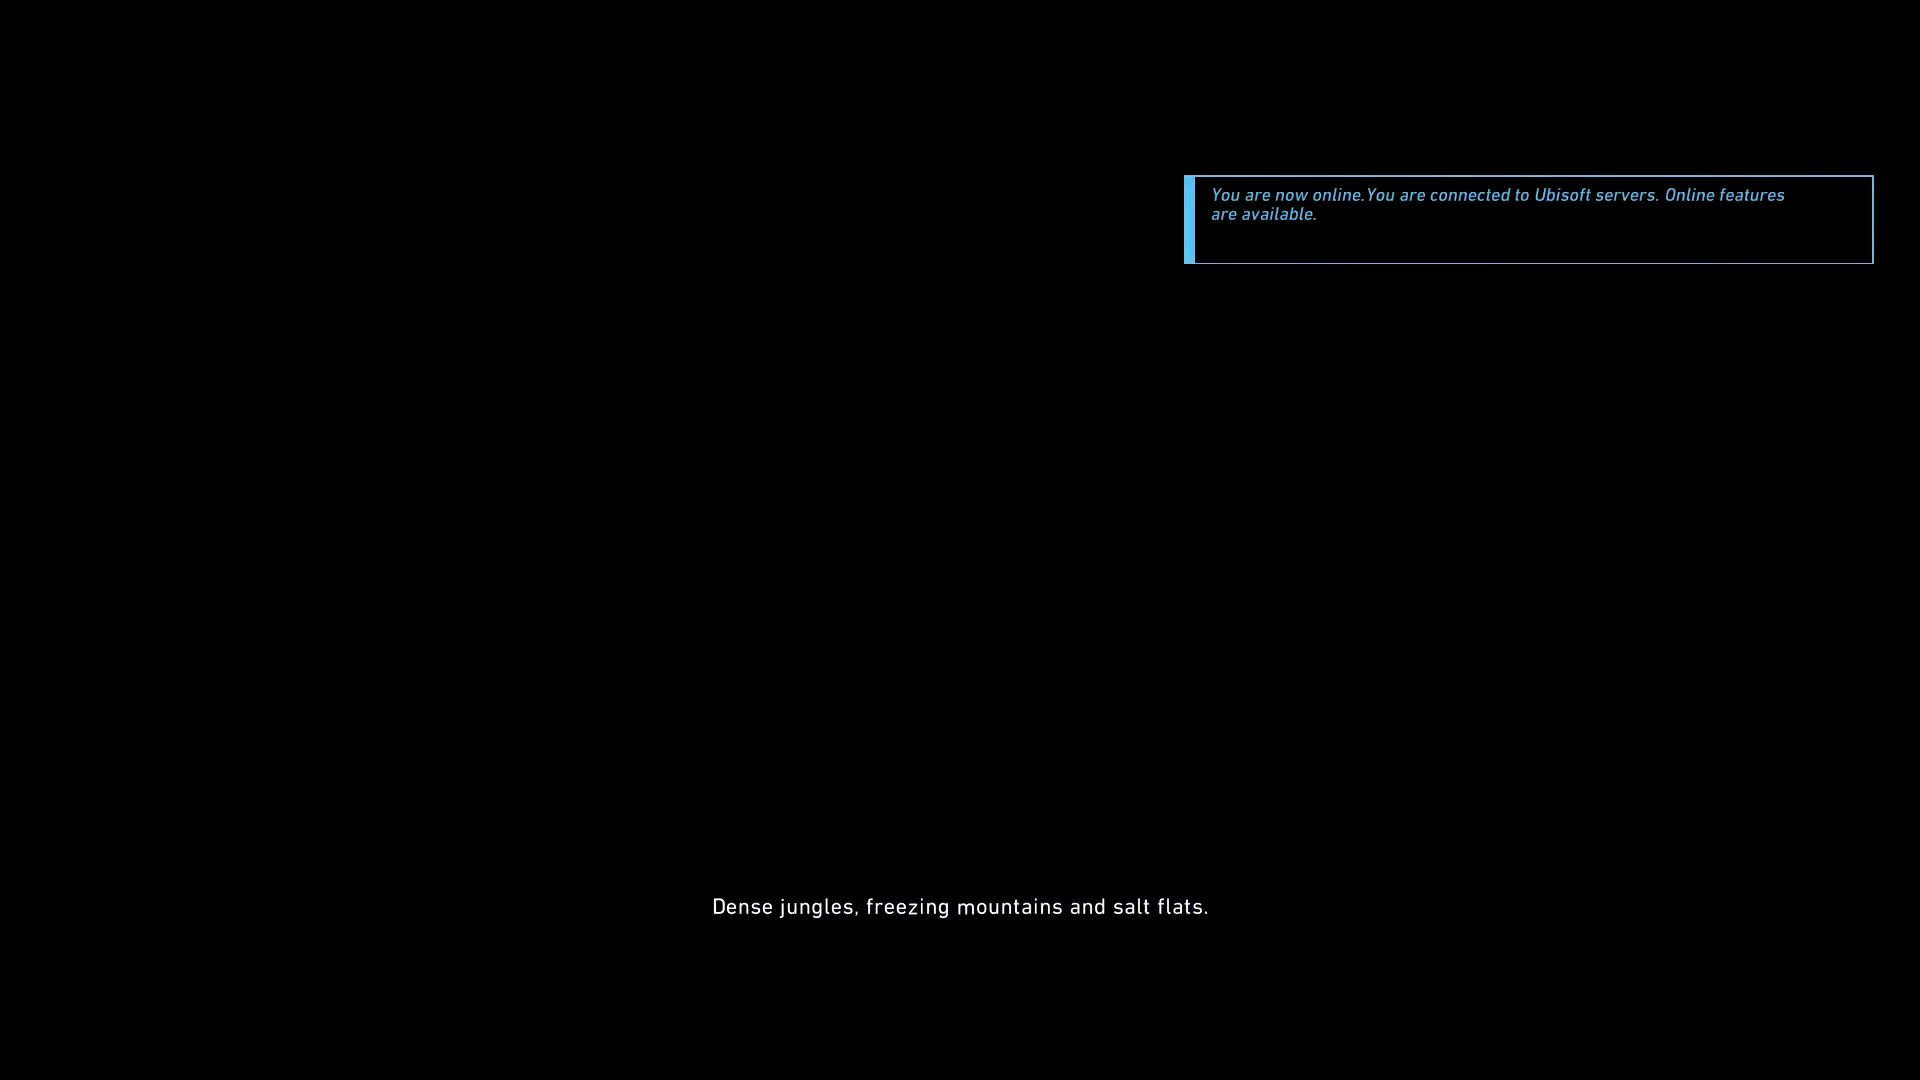 You are now online.You are connected to Ubisoft servers. Online features
are available.
Dense jungles, freezing mountains and salt flats.